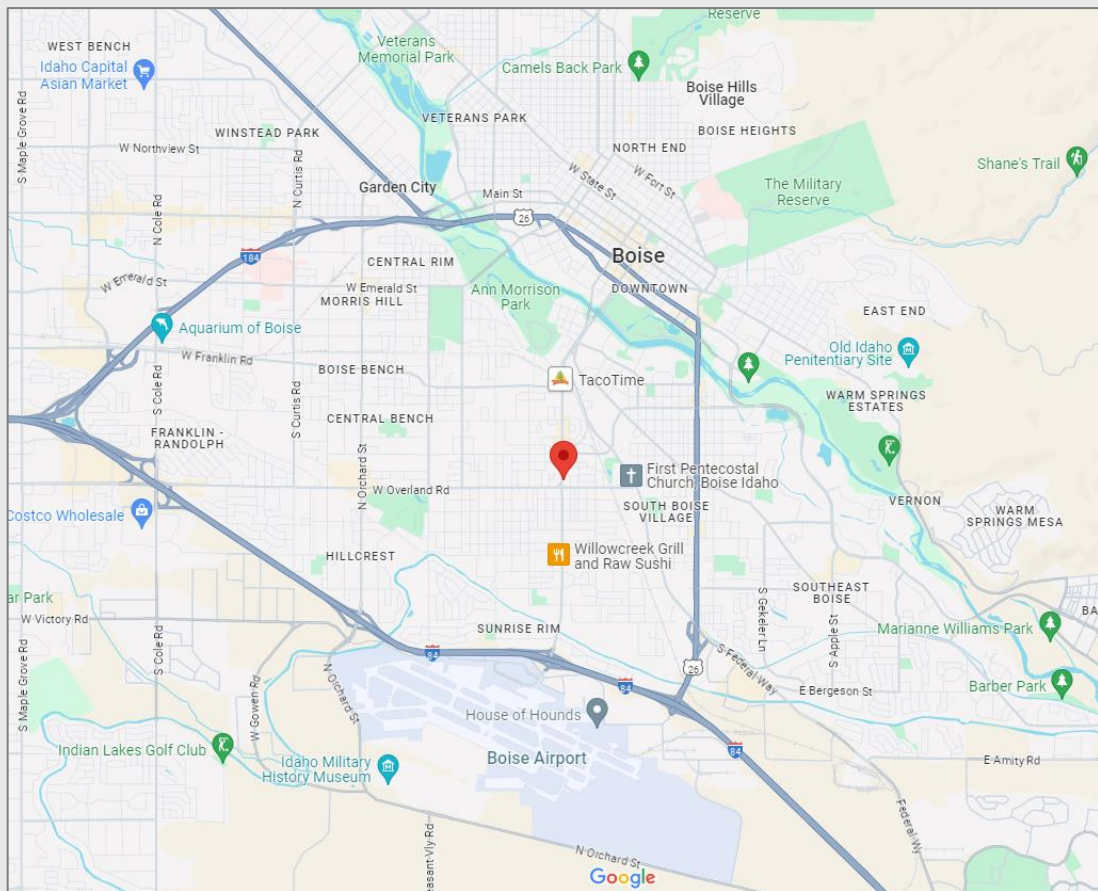 Reserve
WEST BENCH
Veterans
Memorial Park
Idaho Capital
Asian Market
Camels Back Park
Boise Hills
Village
S Maple Grove Rd
VETERANS PARK
WINSTEAD PARK
BOISE HEIGHTS
W Northview St
NORTH END
N Curtis Rd
Shane's Trail
W State St
W Fort St
Garden City
Main St
The Military
Reserve
N Cole Rd
26
184
Boise
CENTRAL RIM
W Emerald St
W Emerald St
MORRIS HILL
Ann Morrison
Park
DOWNTOWN
EAST END
Aquarium of Boise
Old Idaho
Penitentiary Site
W Franklin Rd
BOISE BENCH
TacoTime
S Cole Rd
S Curtis Rd
WARM SPRINGS
ESTATES
CENTRAL BENCH
FRANKLIN -
RANDOLPH
N Orchard St
First Pentecostal
Church, Boise Idaho
W Overland Rd
SOUTH BOISE
VILLAGE
VERNON
WARM
SPRINGS MESA
Costco Wholesale
HILLCREST
Willowcreek Grill
and Raw Sushi
SOUTHEAST
BOISE
ar Park
S Gekeler Ln
S Apple St
BA
W Victory Rd
SUNRISE RIM
Marianne Williams Park
S Maple Grove Rd
S Cole Rd
84
S Federal Way
26
84
N Orchard St
W Gowen Rd
E Bergeson St
Barber Park
House of Hounds
Indian Lakes Golf Club
84
Idaho Military
History Museum
Boise Airport
E Amity Rd
Federal Wy
easant Vly Rd
N Orchard St
Google